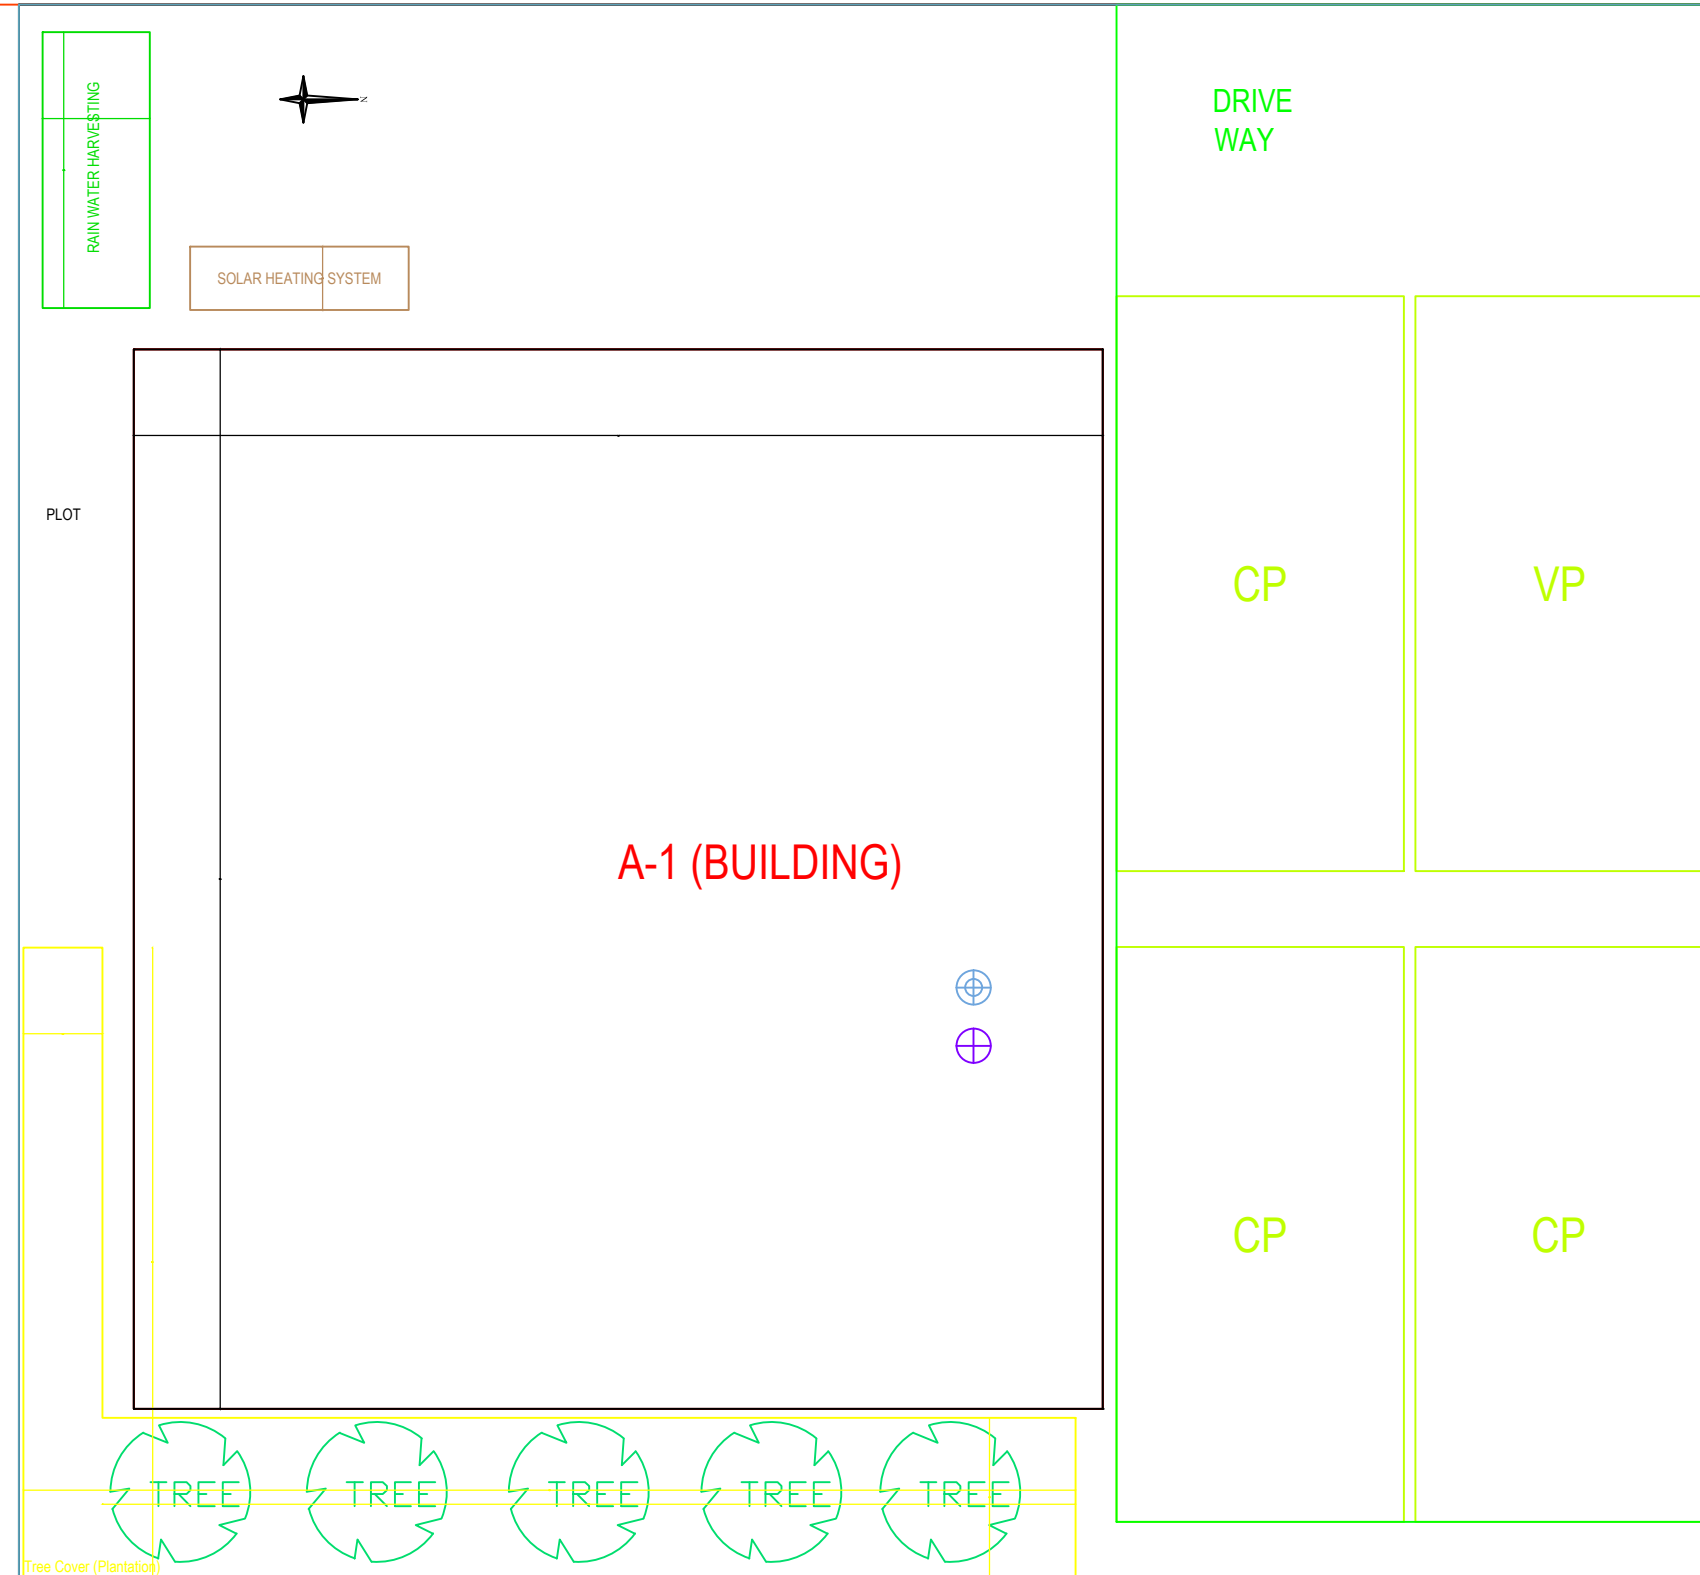 RAIN WATER HARVESTING
N
DRIVE
WAY
SOLAR HEATING SYSTEM
PLOT
CP
VP
A-1 (BUILDING)
CP
CP
TREE
TREE
TREE
TREE
TREE
Tree Cover (Plantation)